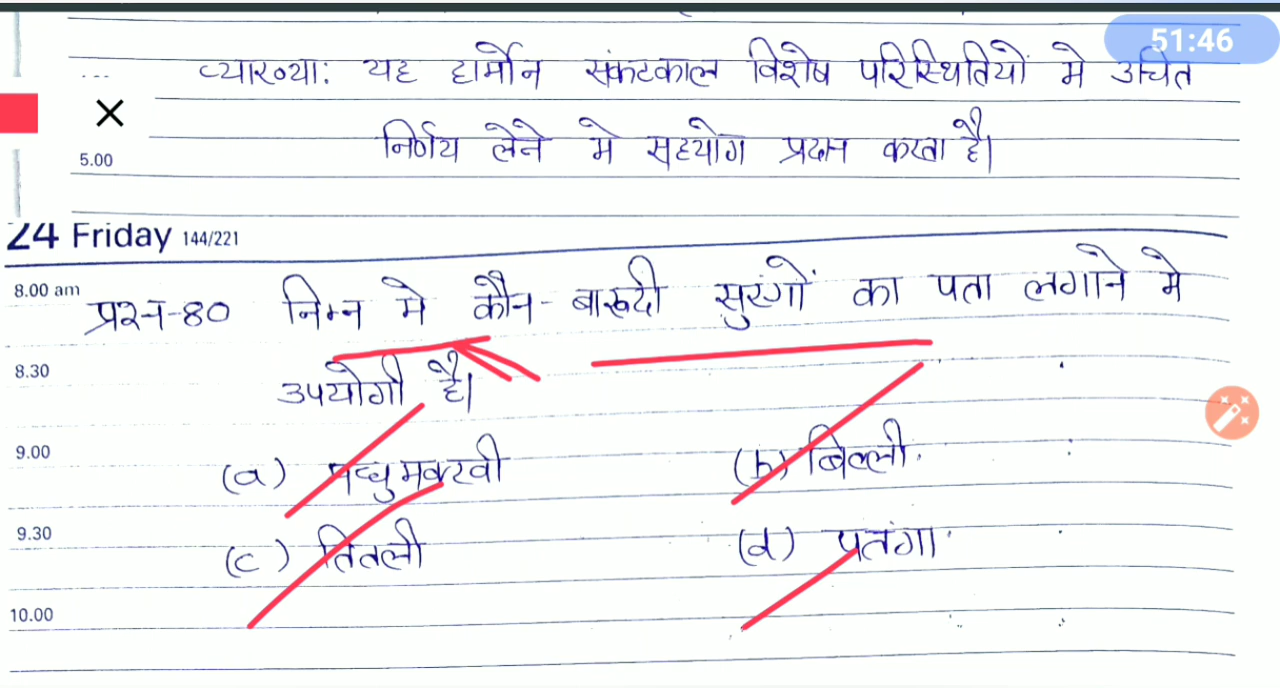 51:46
व्याख्या: यह हार्मोन संकटकाल विशेष परिस्थितियों मे उचित
निर्णय लेने मे सहयोग प्रदान करता है।
5.00
24 Friday 144/221
8.00 am
प्रश्न-80 निम्न मे कौन - बारूदी सुरंगों का पता लगाने मे
8.30
उपयोगी है।
9.00
(a) मधुमक्खी (b) बिल्ली
9.30
(c) तितली (d) पतंगा
10.00